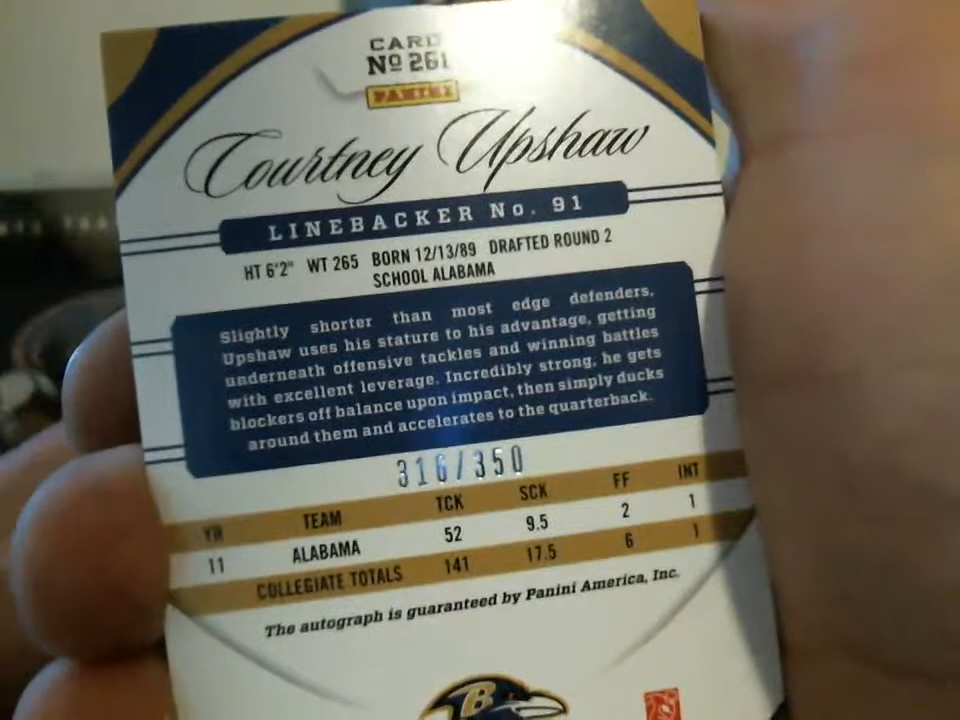 CARD
No 261
PANINI
Courtney Upshaw
LINEBACKER No. 91
HT 6'2" WT 265 BORN 12/13/89 DRAFTED ROUND 2
SCHOOL ALABAMA
Slightly shorter than most edge defenders,
Upshaw uses his stature to his advantage, getting
underneath offensive tackles and winning battles
with excellent leverage. Incredibly strong, he gets
blockers off balance upon impact, then simply ducks
around them and accelerates to the quarterback.
316/350
YR TEAM TCK SCK FF INT
11 ALABAMA 52 9.5 2 1
COLLEGIATE TOTALS 141 17.5 6 1
The autograph is guaranteed by Panini America, Inc.
B